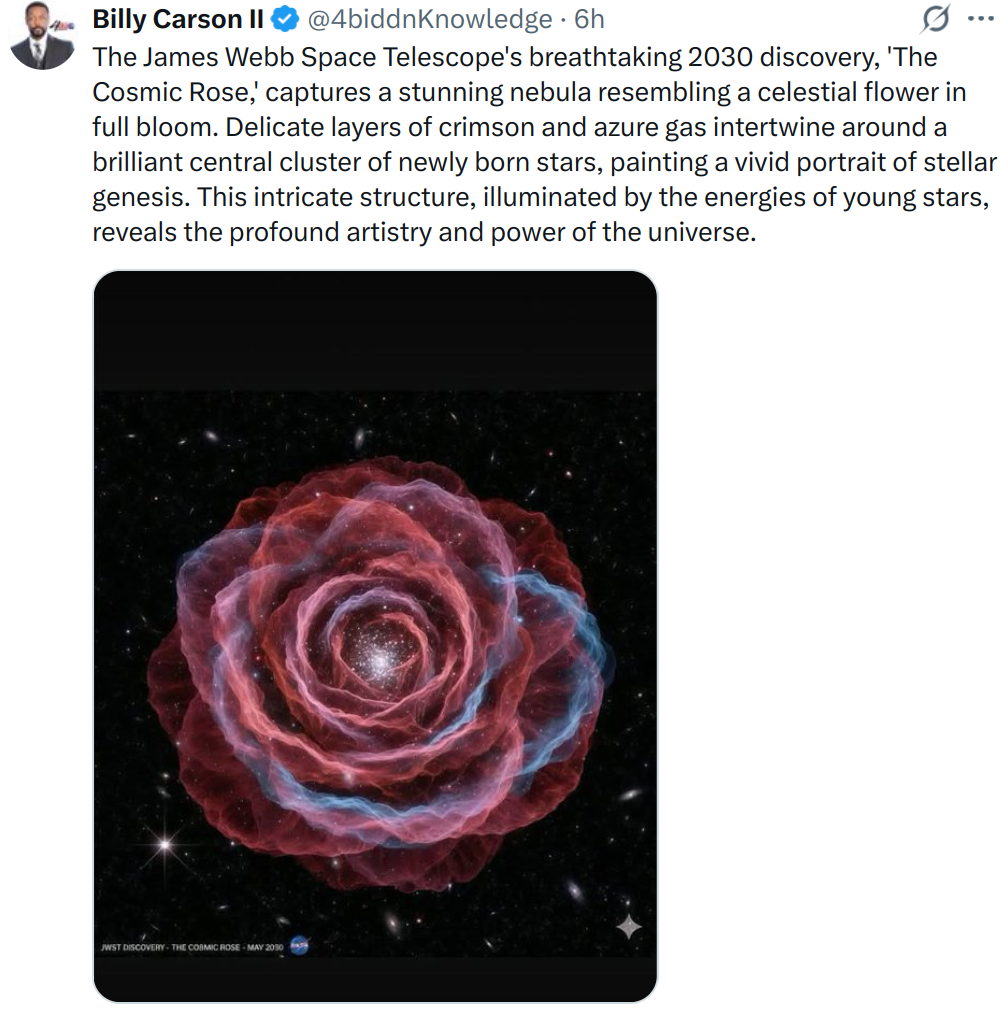 Billy Carson II @4biddnKnowledge · 6h
The James Webb Space Telescope's breathtaking 2030 discovery, 'The
Cosmic Rose,' captures a stunning nebula resembling a celestial flower in
full bloom. Delicate layers of crimson and azure gas intertwine around a
brilliant central cluster of newly born stars, painting a vivid portrait of stellar
genesis. This intricate structure, illuminated by the energies of young stars,
reveals the profound artistry and power of the universe.
JWST DISCOVERY - THE COSMIC ROSE - MAY 2030
NASA